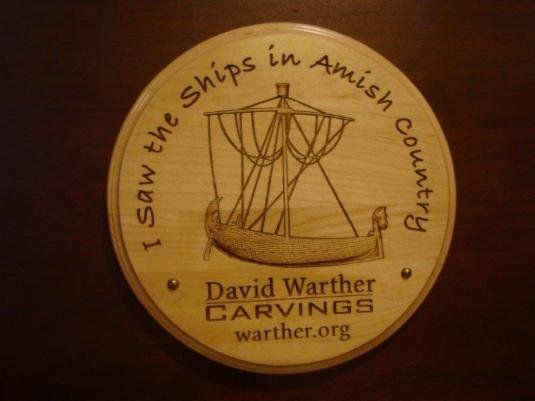 I Saw the Ships in Amish Country
David Warther
CARVINGS
warther.org